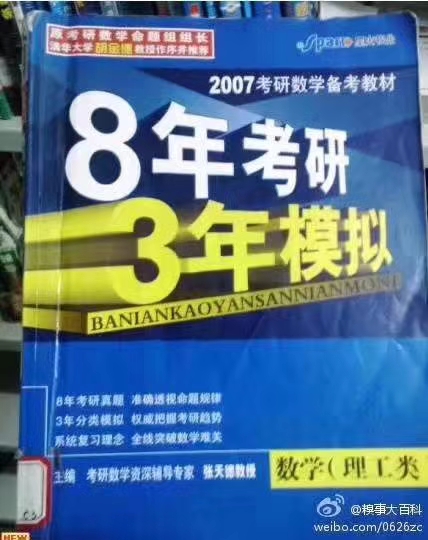 原考研数学命题组组长
清华大学 胡金德 教授作序并推荐
Spark® 星火书业
2007考研数学备考教材
8年考研
3年模拟
BANIANKAOYANSANNIANMONI
8年考研真题 准确透视命题规律
3年分类模拟 权威把握考研趋势
系统复习理念 全线突破数学难关
主编 考研数学资深辅导专家 张天德教授
数学(理工类
@糗事大百科
weibo.com/0626zc
NEW